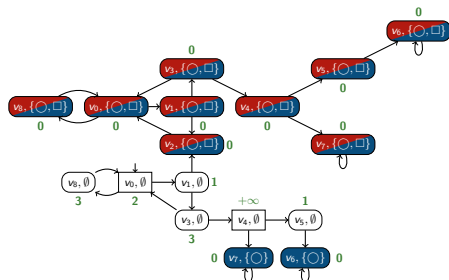 0
v₆, {○, □}
0
v₃, {○, □}
v₅, {○, □}
0
v₈, {○, □}
v₀, {○, □}
v₁, {○, □}
v₄, {○, □}
0
0
0
0
0
v₂, {○, □}
0
v₇, {○, □}
v₈, ∅
v₀, ∅
v₁, ∅
1
3
2
+∞
1
v₃, ∅
v₄, ∅
v₅, ∅
3
0
v₇, {○}
v₆, {○}
0